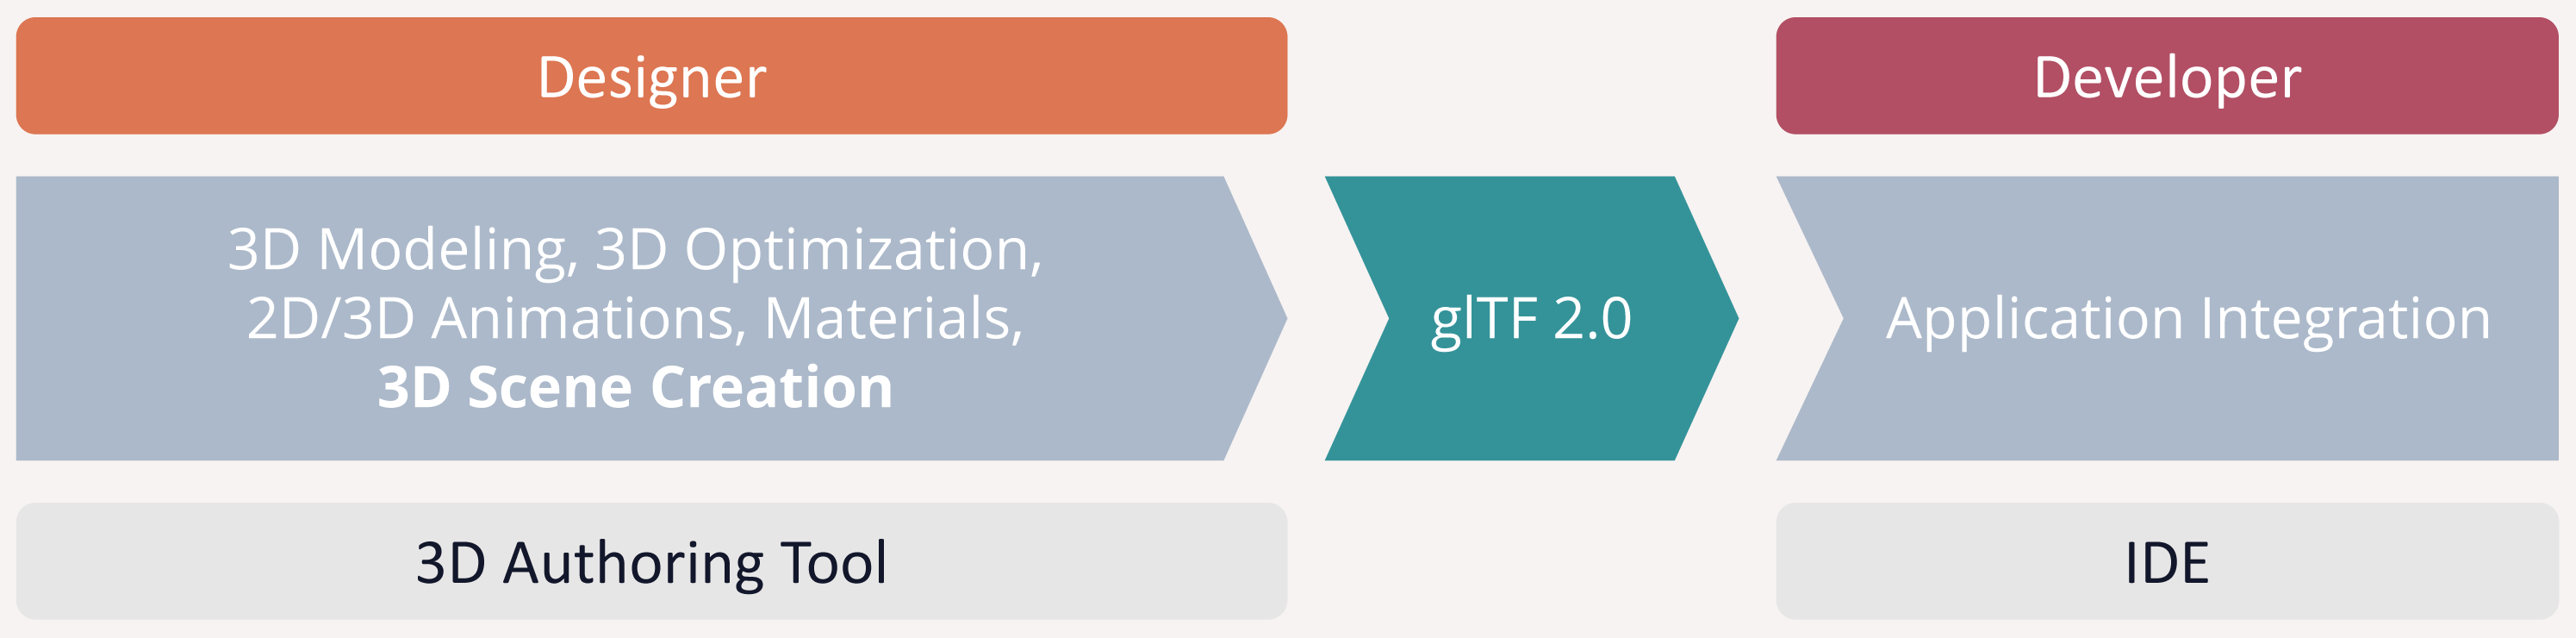 Designer
Developer
3D Modeling, 3D Optimization,
2D/3D Animations, Materials,
3D Scene Creation
glTF 2.0
Application Integration
3D Authoring Tool
IDE